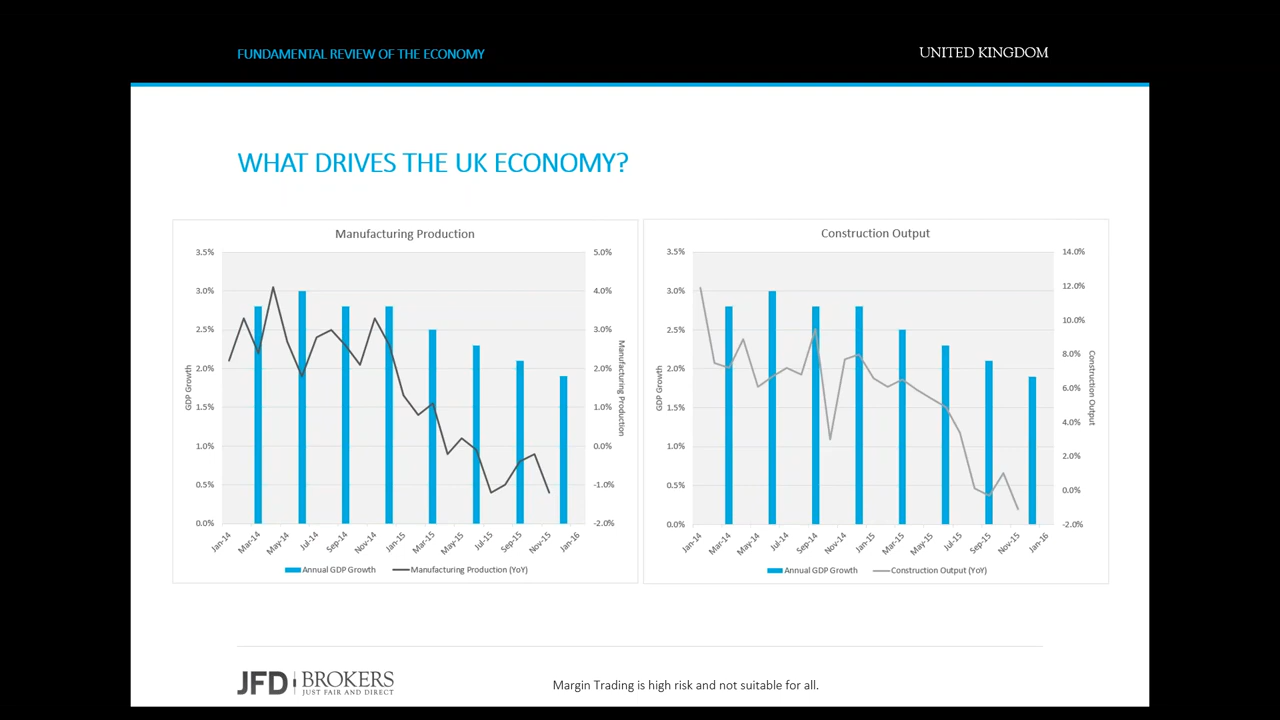 FUNDAMENTAL REVIEW OF THE ECONOMY
UNITED KINGDOM
WHAT DRIVES THE UK ECONOMY?
Manufacturing Production
3.5%
3.0%
2.5%
2.0%
1.5%
1.0%
0.5%
0.0%
GDP Growth
5.0%
4.0%
3.0%
2.0%
1.0%
0.0%
-1.0%
-2.0%
Manufacturing Production
Jan-14 Mar-14 May-14 Jul-14 Sep-14 Nov-14 Jan-15 Mar-15 May-15 Jul-15 Sep-15 Nov-15 Jan-16
Annual GDP Growth Manufacturing Production (YoY)
Construction Output
3.5%
3.0%
2.5%
2.0%
1.5%
1.0%
0.5%
0.0%
GDP Growth
14.0%
12.0%
10.0%
8.0%
6.0%
4.0%
2.0%
0.0%
-2.0%
Construction Output
Jan-14 Mar-14 May-14 Jul-14 Sep-14 Nov-14 Jan-15 Mar-15 May-15 Jul-15 Sep-15 Nov-15 Jan-16
Annual GDP Growth Construction Output (YoY)
JFD BROKERS
JUST FAIR AND DIRECT
Margin Trading is high risk and not suitable for all.